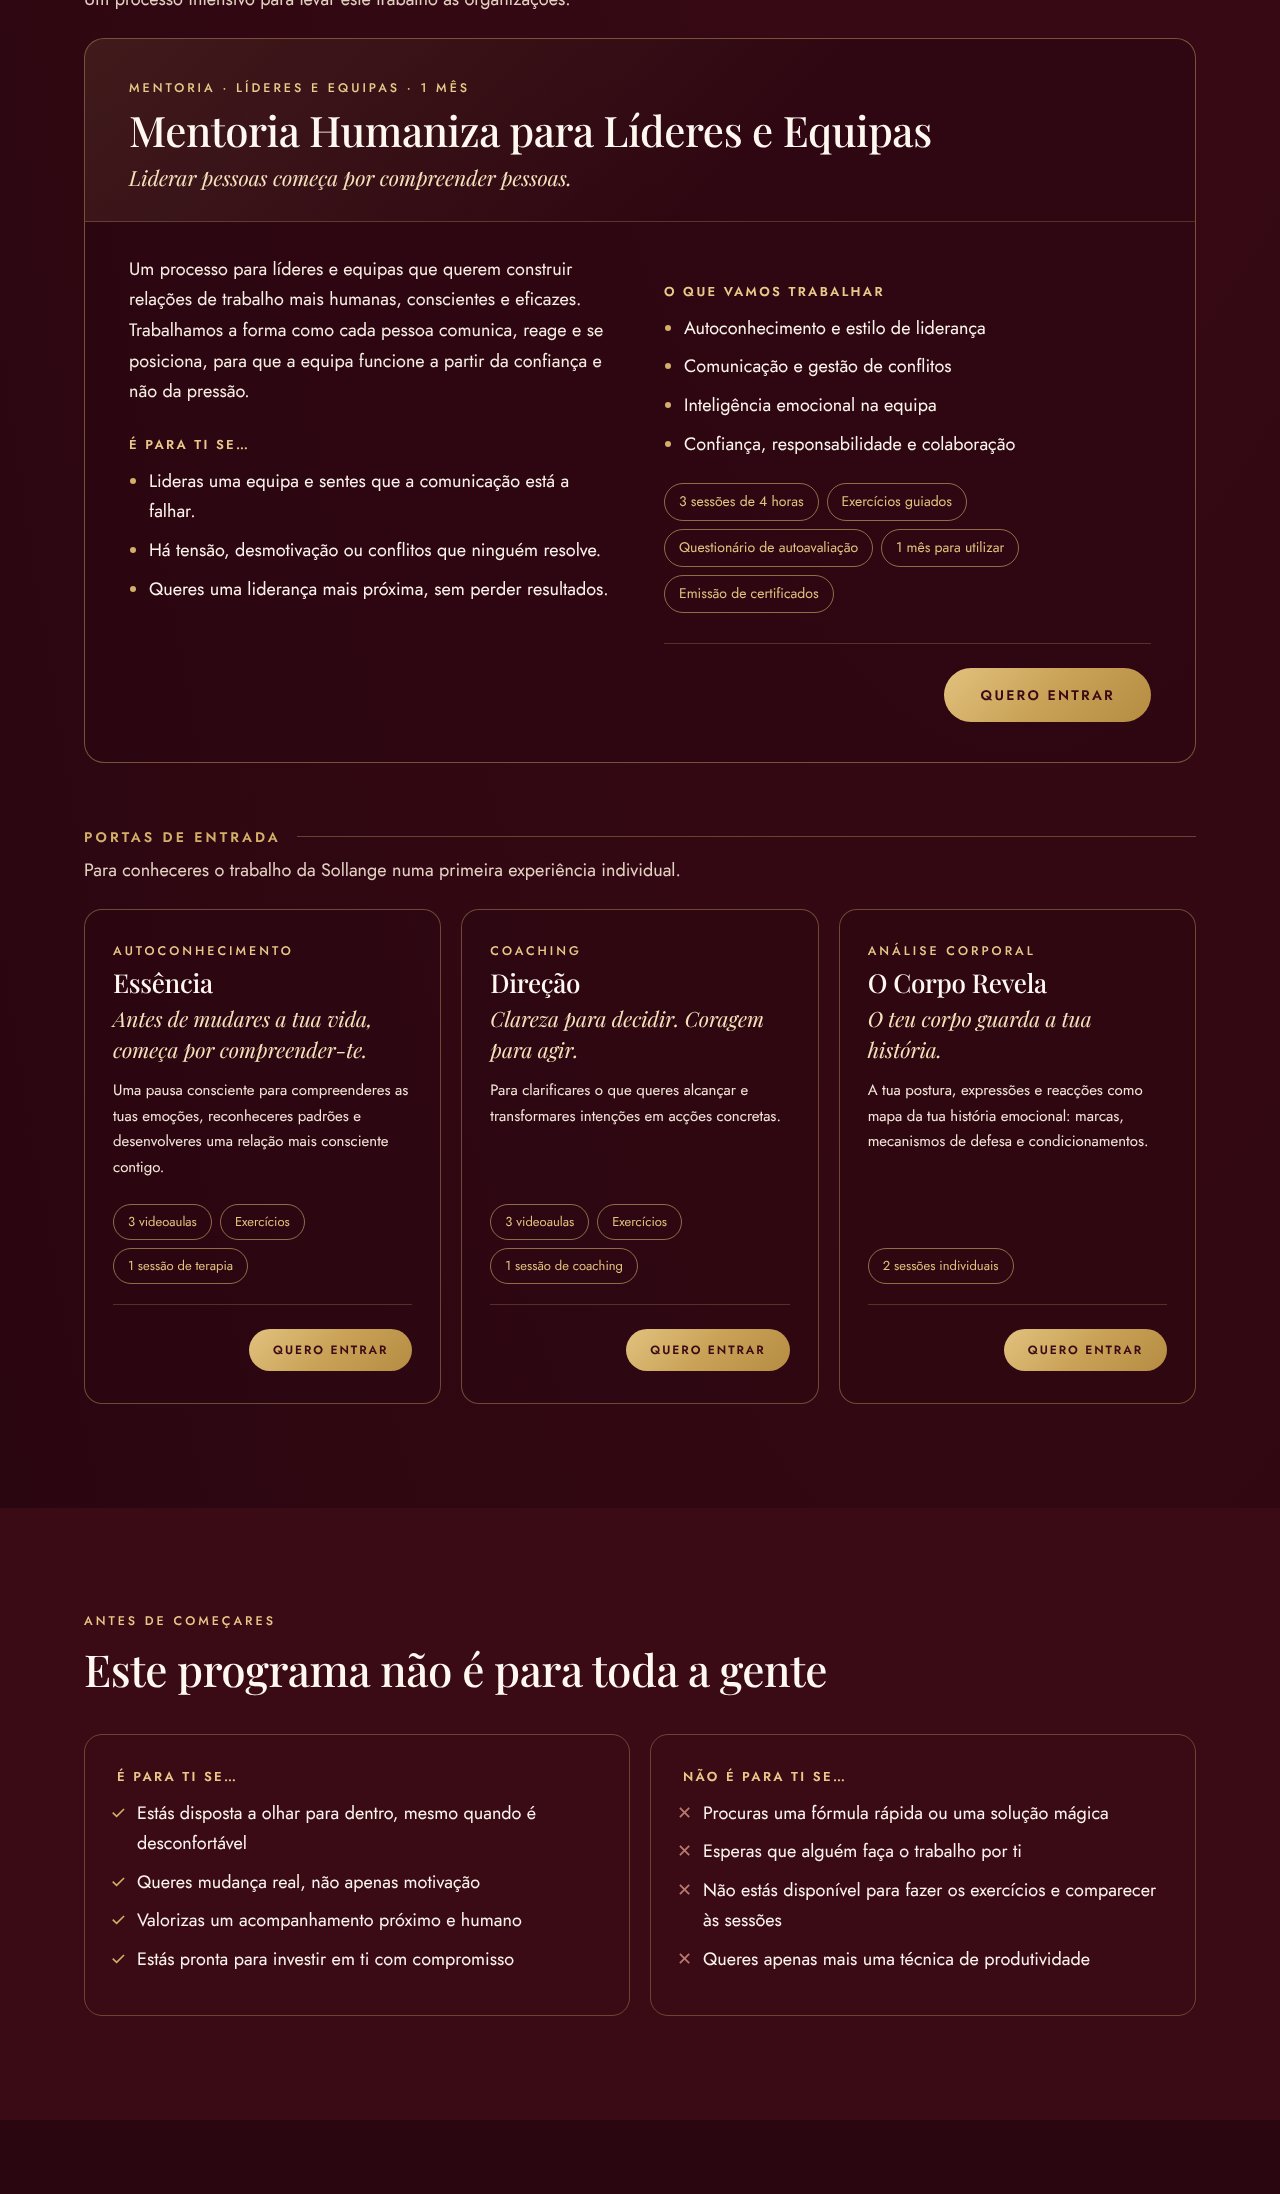 Um processo intensivo para levar este trabalho às organizações.
MENTORIA · LÍDERES E EQUIPAS · 1 MÊS
Mentoria Humaniza para Líderes e Equipas
Liderar pessoas começa por compreender pessoas.
Um processo para líderes e equipas que querem construir
relações de trabalho mais humanas, conscientes e eficazes.
Trabalhamos a forma como cada pessoa comunica, reage e se
posiciona, para que a equipa funcione a partir da confiança e
não da pressão.
É PARA TI SE…
Lideras uma equipa e sentes que a comunicação está a
falhar.
Há tensão, desmotivação ou conflitos que ninguém resolve.
Queres uma liderança mais próxima, sem perder resultados.
O QUE VAMOS TRABALHAR
Autoconhecimento e estilo de liderança
Comunicação e gestão de conflitos
Inteligência emocional na equipa
Confiança, responsabilidade e colaboração
3 sessões de 4 horas
Exercícios guiados
Questionário de autoavaliação
1 mês para utilizar
Emissão de certificados
QUERO ENTRAR
PORTAS DE ENTRADA
Para conheceres o trabalho da Sollange numa primeira experiência individual.
AUTOCONHECIMENTO
Essência
Antes de mudares a tua vida,
começa por compreender-te.
Uma pausa consciente para compreenderes as
tuas emoções, reconheceres padrões e
desenvolveres uma relação mais consciente
contigo.
3 videoaulas
Exercícios
1 sessão de terapia
QUERO ENTRAR
COACHING
Direção
Clareza para decidir. Coragem
para agir.
Para clarificares o que queres alcançar e
transformares intenções em acções concretas.
3 videoaulas
Exercícios
1 sessão de coaching
QUERO ENTRAR
ANÁLISE CORPORAL
O Corpo Revela
O teu corpo guarda a tua
história.
A tua postura, expressões e reacções como
mapa da tua história emocional: marcas,
mecanismos de defesa e condicionamentos.
2 sessões individuais
QUERO ENTRAR
ANTES DE COMEÇARES
Este programa não é para toda a gente
É PARA TI SE…
Estás disposta a olhar para dentro, mesmo quando é
desconfortável
Queres mudança real, não apenas motivação
Valorizas um acompanhamento próximo e humano
Estás pronta para investir em ti com compromisso
NÃO É PARA TI SE…
Procuras uma fórmula rápida ou uma solução mágica
Esperas que alguém faça o trabalho por ti
Não estás disponível para fazer os exercícios e comparecer
às sessões
Queres apenas mais uma técnica de produtividade